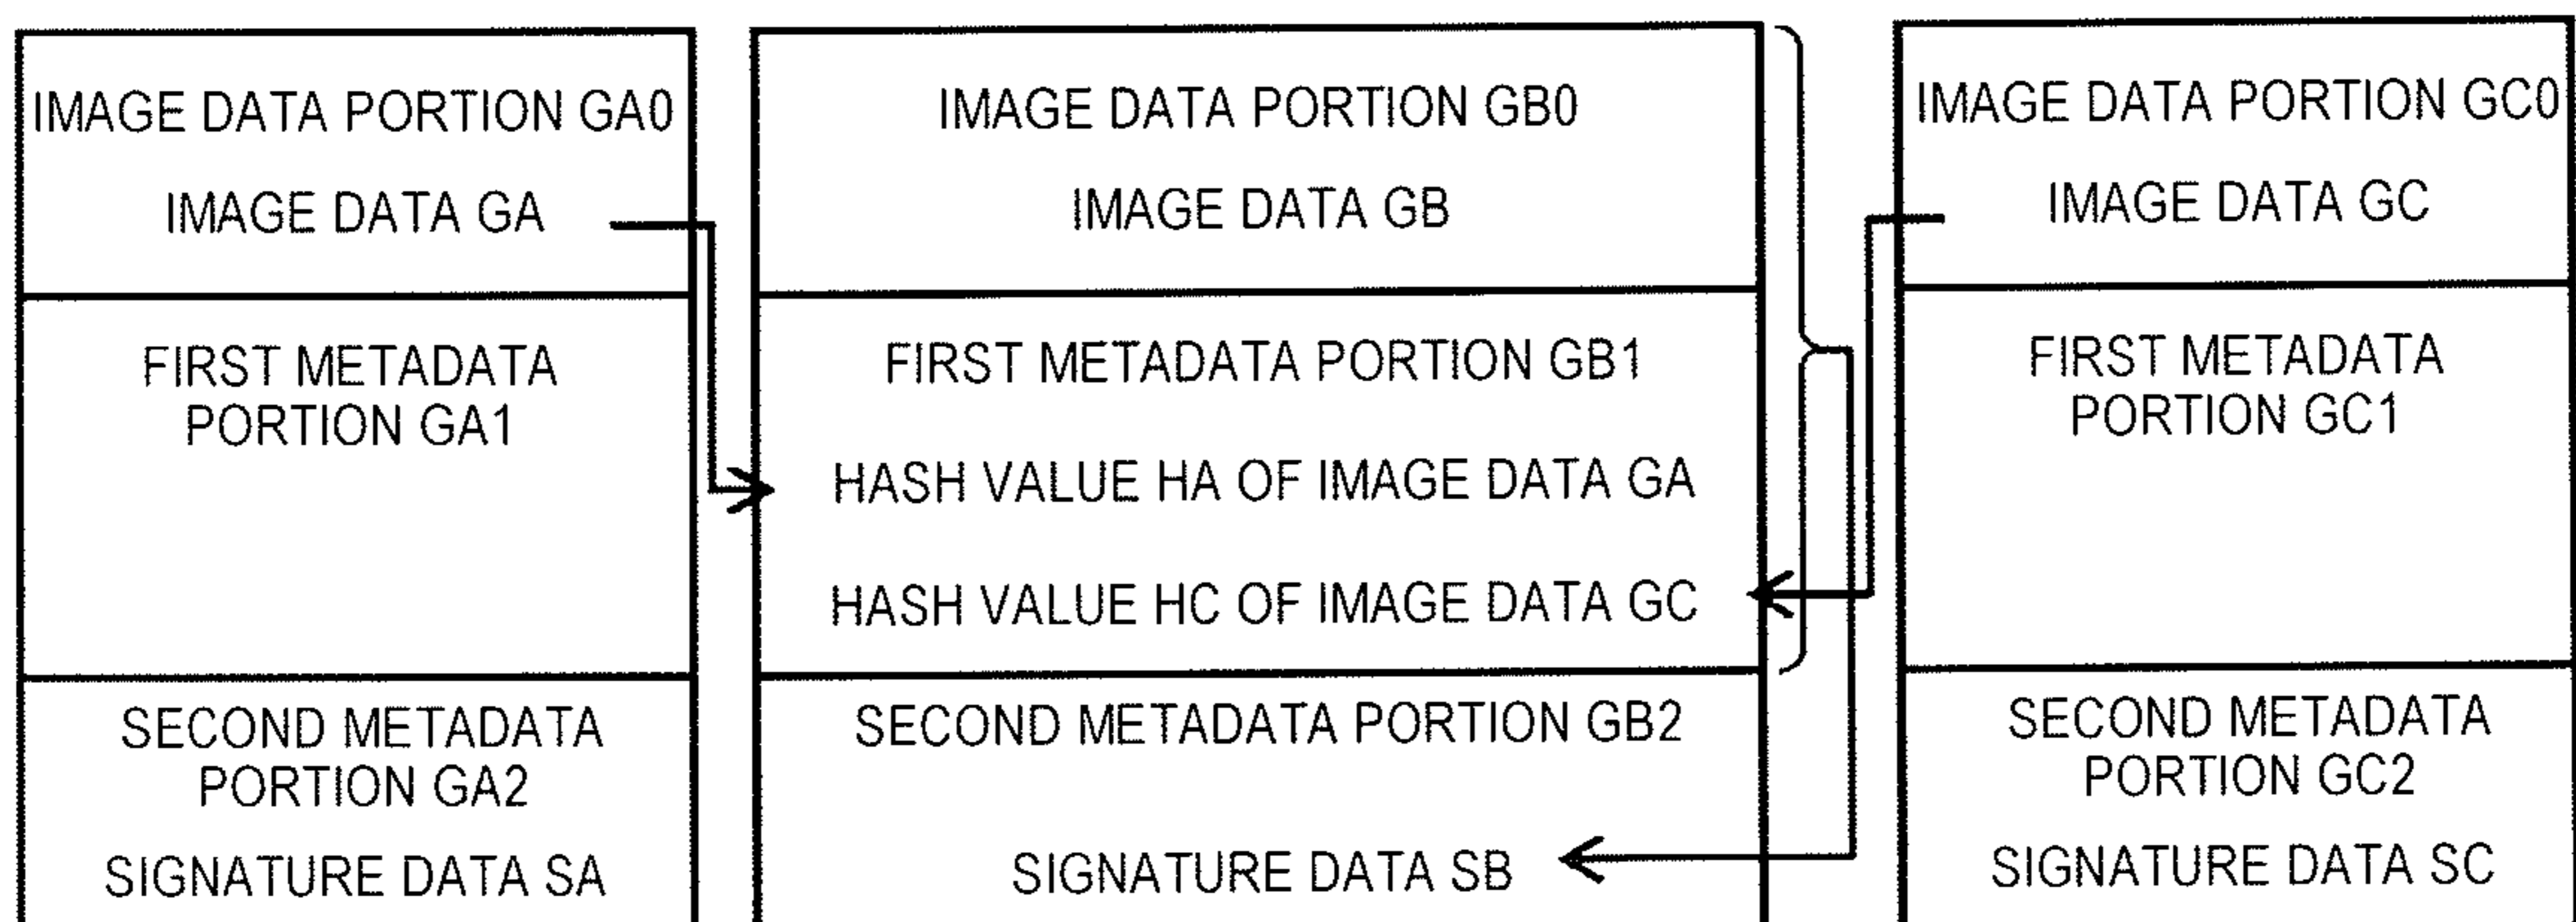 IMAGE DATA PORTION GA0
IMAGE DATA GA
FIRST METADATA
PORTION GA1
SECOND METADATA
PORTION GA2
SIGNATURE DATA SA
IMAGE DATA PORTION GB0
IMAGE DATA GB
FIRST METADATA PORTION GB1
HASH VALUE HA OF IMAGE DATA GA
HASH VALUE HC OF IMAGE DATA GC
SECOND METADATA PORTION GB2
SIGNATURE DATA SB
IMAGE DATA PORTION GC0
IMAGE DATA GC
FIRST METADATA
PORTION GC1
SECOND METADATA
PORTION GC2
SIGNATURE DATA SC